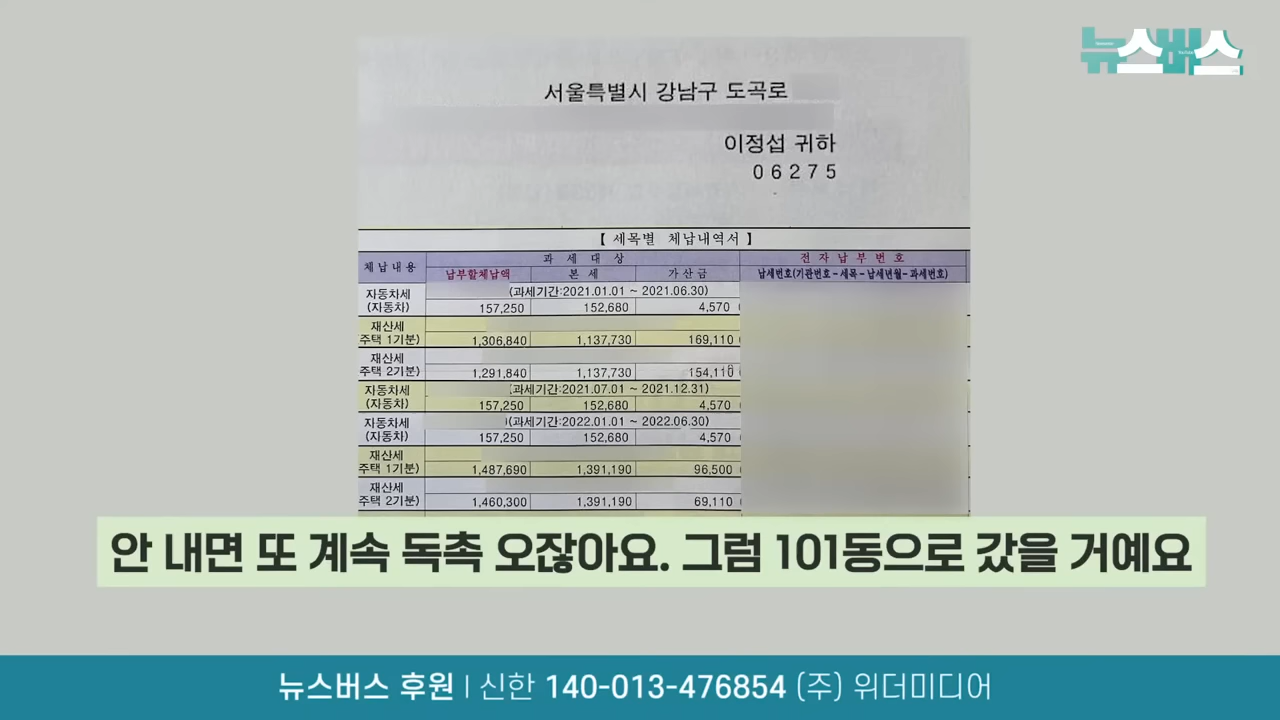 뉴스버스
서울특별시 강남구 도곡로
이정섭 귀하
06275
【 세목별 체납내역서 】
체납내용 과세대상 전자납부번호
납부할체납액 본세 가산금 납세번호(기관번호-세목-납세년월-과세번호)
자동차세 (과세기간:2021.01.01 ~ 2021.06.30)
(자동차) 157,250 152,680 4,570
재산세
주택 1기분) 1,306,840 1,137,730 169,110
재산세
주택 2기분) 1,291,840 1,137,730 154,110
자동차세 (과세기간:2021.07.01 ~ 2021.12.31)
(자동차) 157,250 152,680 4,570
자동차세 (과세기간:2022.01.01 ~ 2022.06.30)
(자동차) 157,250 152,680 4,570
재산세
주택 1기분) 1,487,690 1,391,190 96,500
재산세
주택 2기분) 1,460,300 1,391,190 69,110
안 내면 또 계속 독촉 오잖아요. 그럼 101동으로 갔을 거예요
뉴스버스 후원 | 신한 140-013-476854 (주) 위더미디어